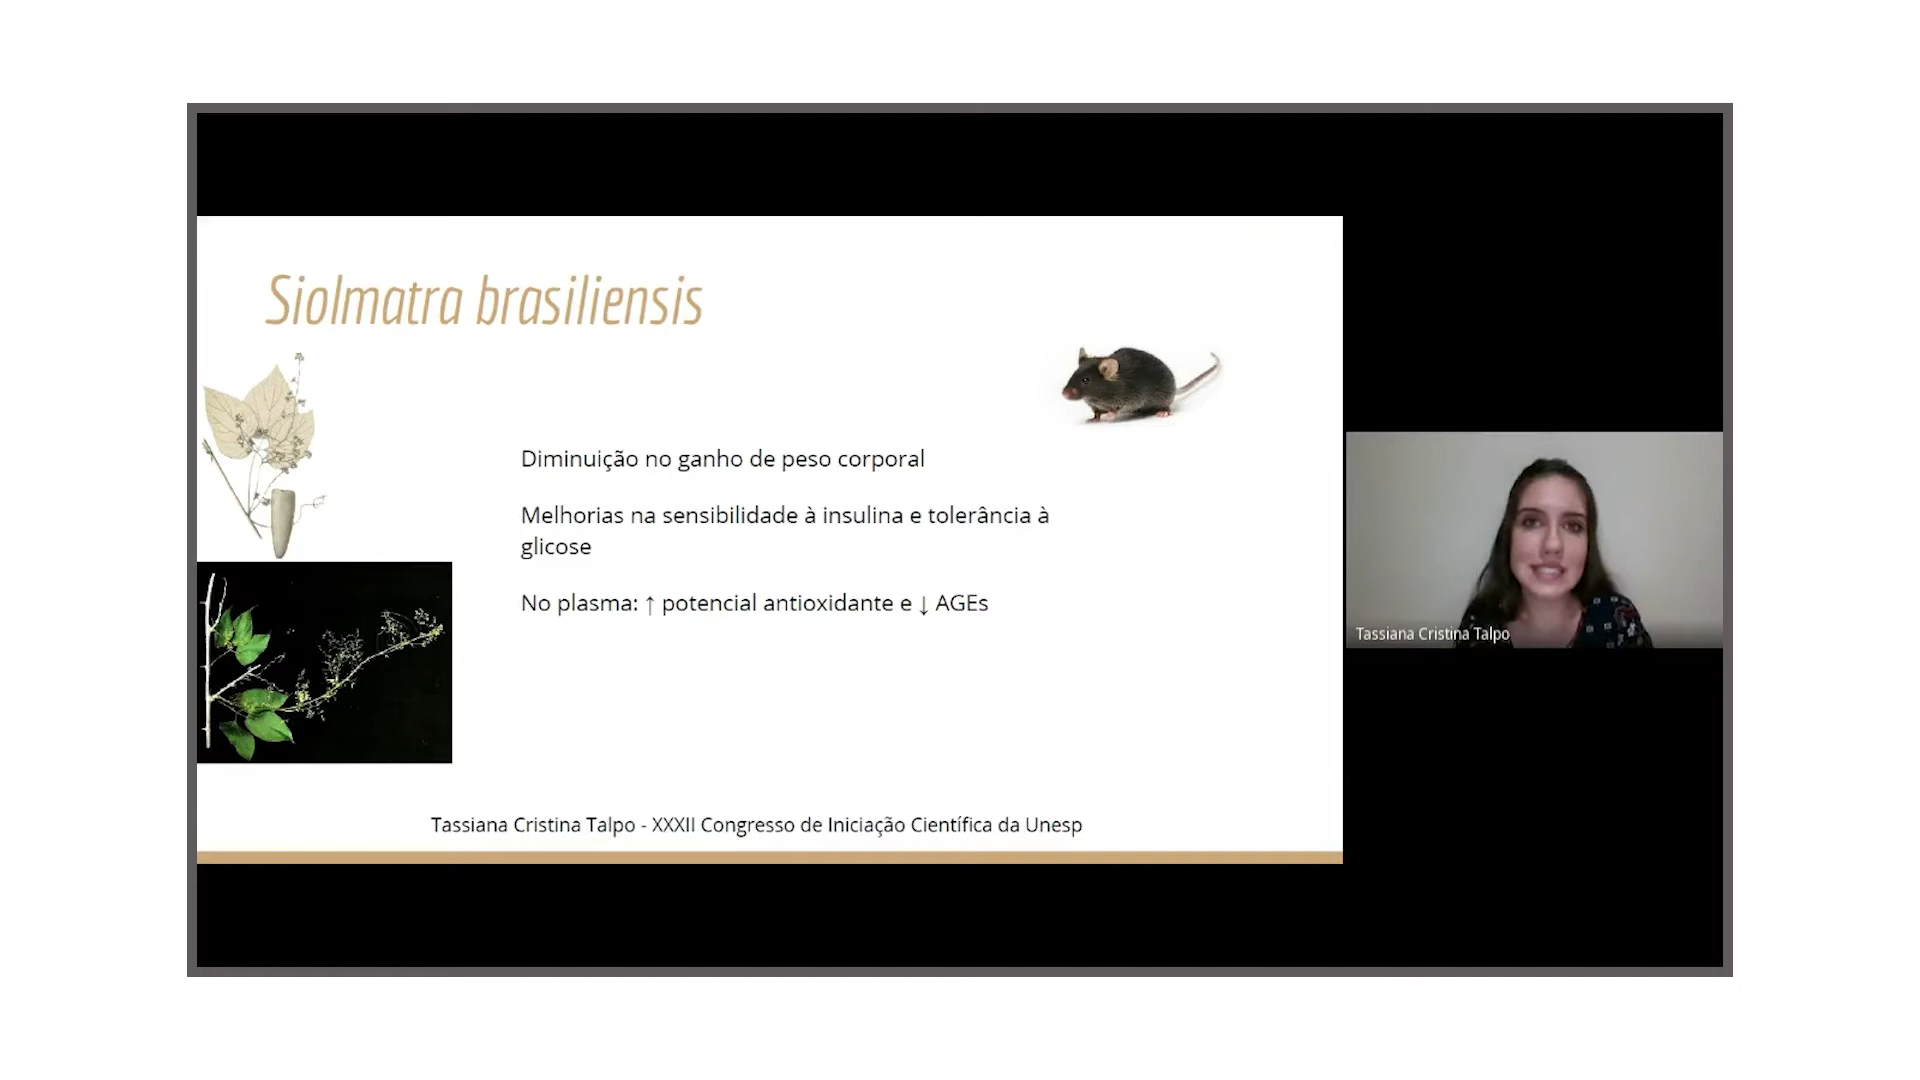 Siolmatra brasiliensis
Diminuição no ganho de peso corporal
Melhorias na sensibilidade à insulina e tolerância à
glicose
No plasma: ↑ potencial antioxidante e ↓ AGEs
Tassiana Cristina Talpo
Tassiana Cristina Talpo - XXXII Congresso de Iniciação Científica da Unesp